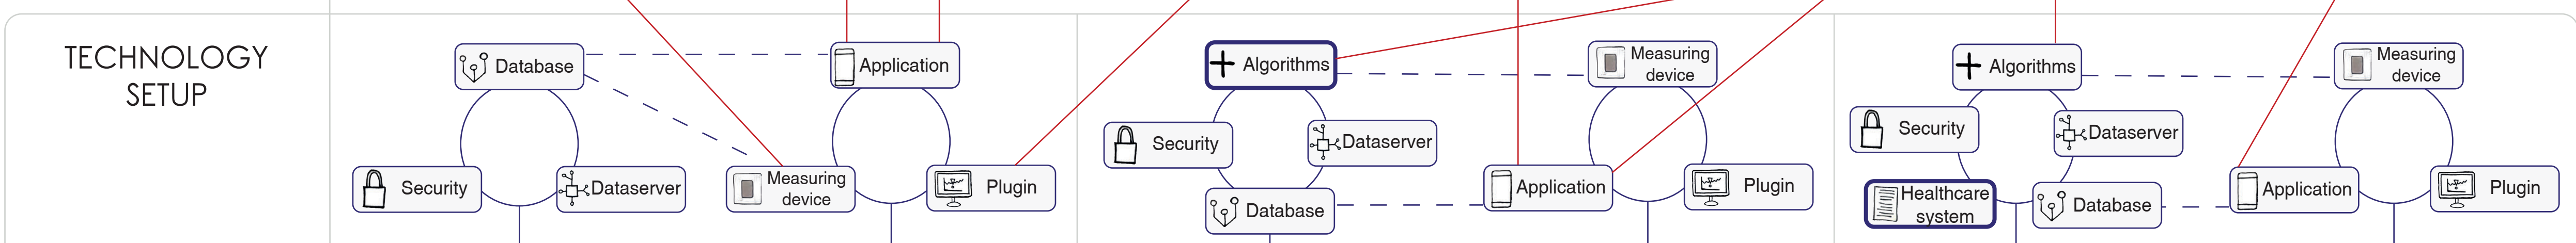 TECHNOLOGY
SETUP
Database
Application
Security
Dataserver
Measuring
device
Plugin
Algorithms
Measuring
device
Security
Dataserver
Database
Application
Plugin
Algorithms
Measuring
device
Security
Dataserver
Healthcare
system
Database
Application
Plugin